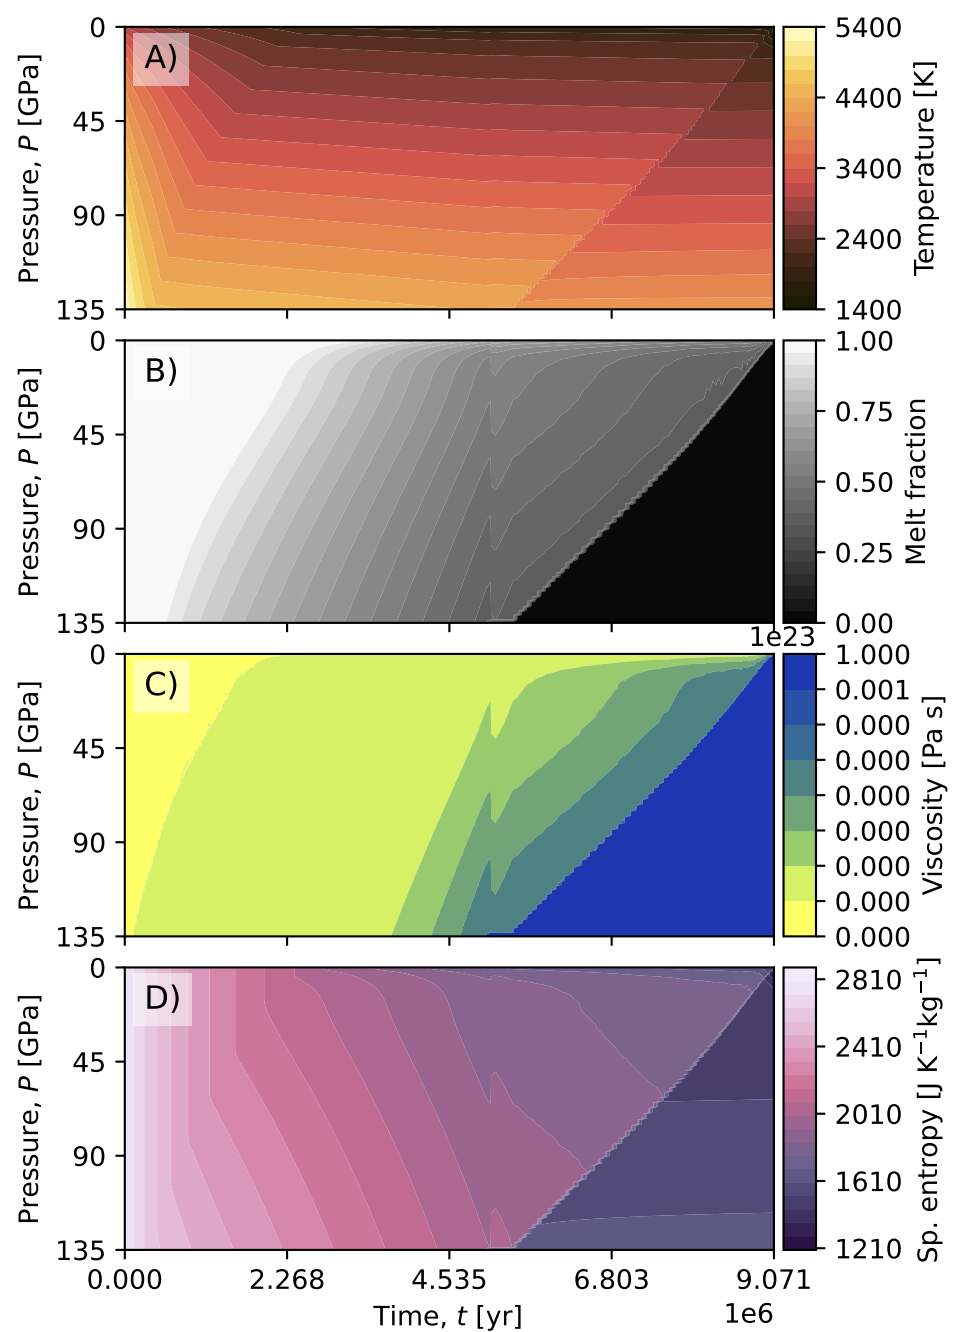 A)
0
45
90
135
Pressure, P [GPa]
5400
4400
3400
2400
1400
Temperature [K]
B)
0
45
90
135
Pressure, P [GPa]
1.00
0.75
0.50
0.25
0.00
Melt fraction
1e23
C)
0
45
90
135
Pressure, P [GPa]
1.000
0.001
0.000
0.000
0.000
0.000
0.000
0.000
0.000
Viscosity [Pa s]
D)
0
45
90
135
Pressure, P [GPa]
2810
2410
2010
1610
1210
Sp. entropy [J K⁻¹kg⁻¹]
0.000 2.268 4.535 6.803 9.071
Time, t [yr]
1e6